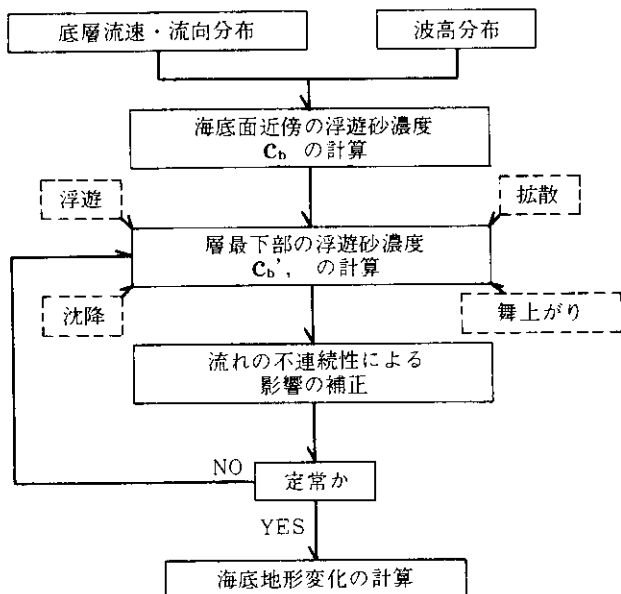 底層流速・流向分布
波高分布
海底面近傍の浮遊砂濃度
Cb の計算
浮遊
拡散
層最下部の浮遊砂濃度
Cb', の計算
沈降
舞上がり
流れの不連続性による
影響の補正
NO
定常か
YES
海底地形変化の計算